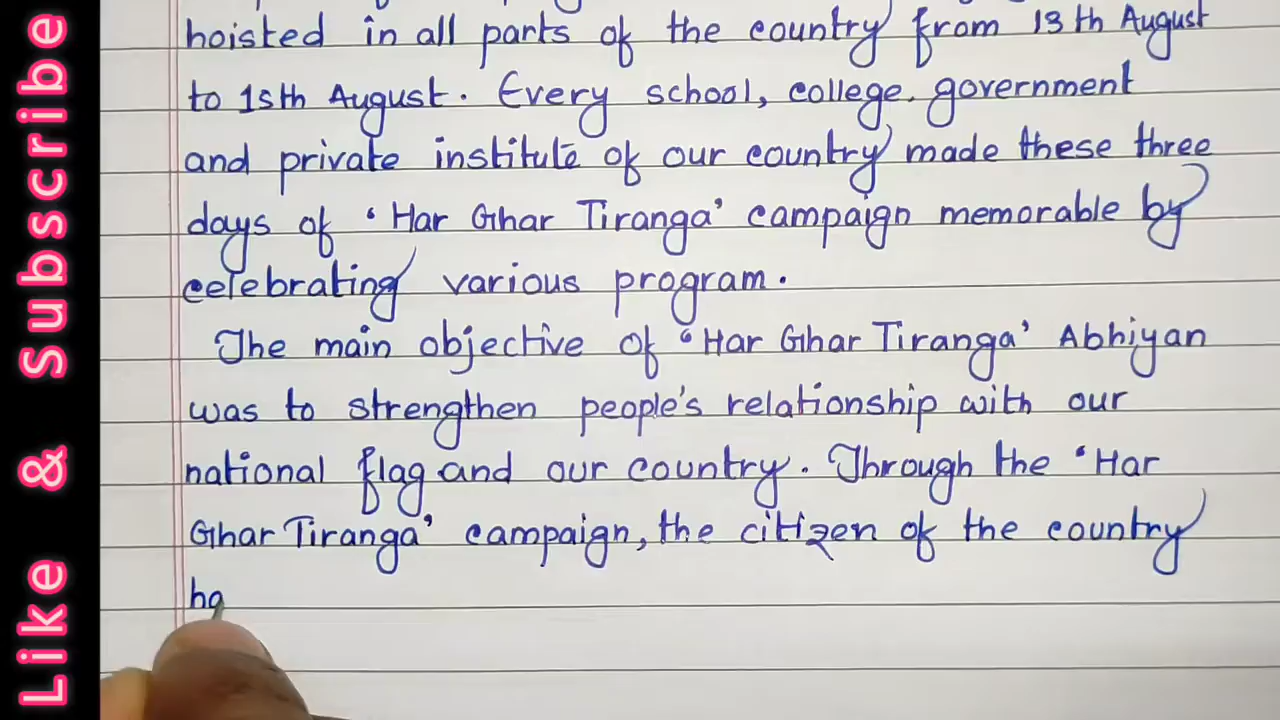 hoisted in all parts of the country from 13th August
to 15th August. Every school, college, government
and private institute of our country made these three
days of 'Har Ghar Tiranga' campaign memorable by
celebrating various program.
The main objective of 'Har Ghar Tiranga' Abhiyan
was to strengthen people's relationship with our
national flag and our country. Through the 'Har
Ghar Tiranga' campaign, the citizen of the country
ha
Like & Subscribe